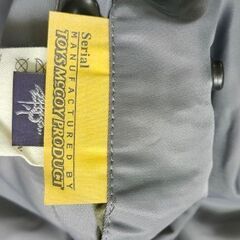 Serial
MANUFACTURED BY
TOYS McCOY PRODUCT